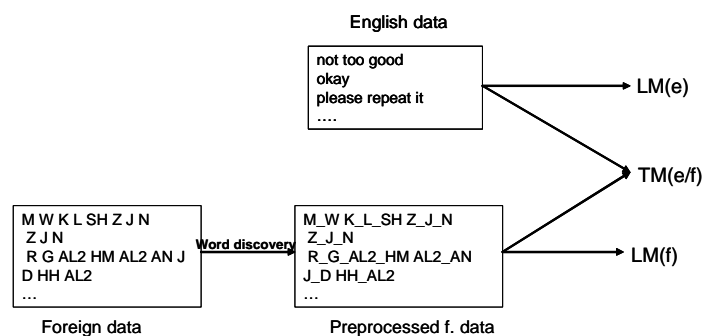 English data
not too good
okay
please repeat it
....
LM(e)
TM(e/f)
LM(f)
M W K L SH Z J N
Z J N
R G AL2 HM AL2 AN J
D HH AL2
...
Word discovery
M_W K_L_SH Z_J_N
Z_J_N
R_G_AL2_HM AL2_AN
J_D HH_AL2
...
Foreign data
Preprocessed f. data